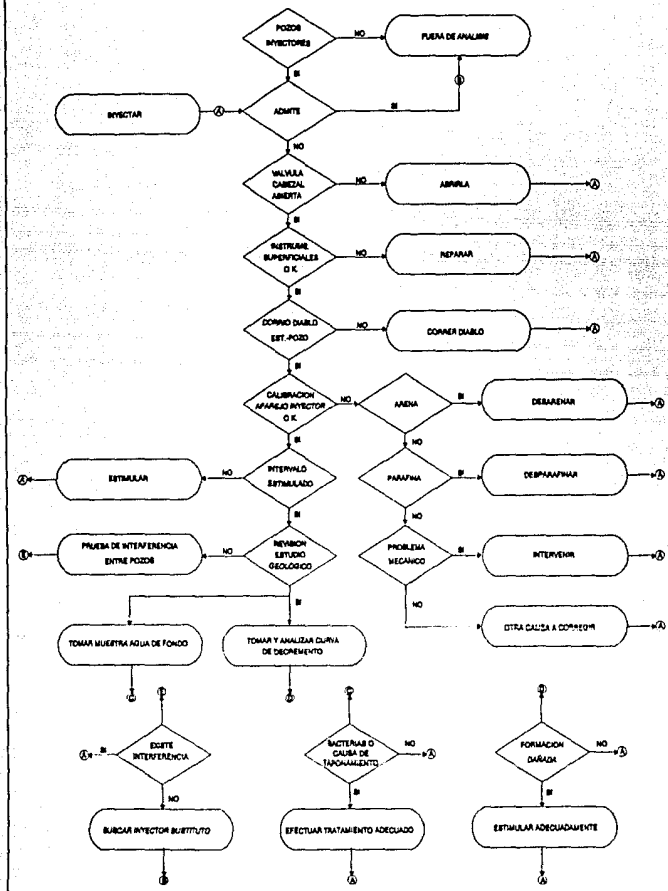 POZOS
INYECTORES
NO
FUERA DE ANALISIS
SI
B
INYECTAR
A
ADMITE
SI
NO
VALVULA
CABEZAL
ABIERTA
NO
ABRIRLA
A
SI
INSTRUME.
SUPERFICIALES
O.K.
NO
REPARAR
A
SI
CORRIO DIABLO
EST.-POZO
NO
CORRER DIABLO
A
SI
CALIBRACION
APAREJO INYECTOR
O.K.
NO
ARENA
SI
DESARENAR
A
SI
NO
A
ESTIMULAR
NO
INTERVALO
ESTIMULADO
PARAFINA
SI
DESPARAFINAR
A
SI
NO
E
PRUEBA DE INTERFERENCIA
ENTRE POZOS
NO
REVISION
ESTUDIO
GEOLÓGICO
PROBLEMA
MECÁNICO
SI
INTERVENIR
A
SI
NO
TOMAR MUESTRA AGUA DE FONDO
TOMAR Y ANALIZAR CURVA
DE DECREMENTO
OTRA CAUSA A CORREGIR
A
C
D
E
C
D
A
SI
EXISTE
INTERFERENCIA
BACTERIAS O
CAUSA DE
TAPONAMIENTO
NO
A
FORMACION
DAÑADA
NO
A
NO
SI
SI
BUSCAR INYECTOR SUSTITUTO
EFECTUAR TRATAMIENTO ADECUADO
ESTIMULAR ADECUADAMENTE
B
A
A